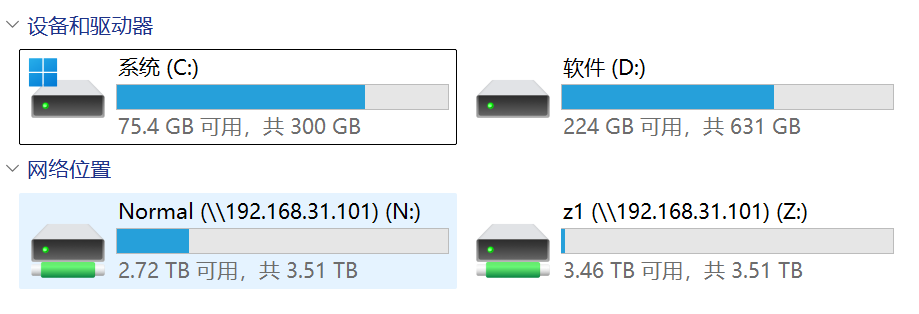 设备和驱动器
系统 (C:)
75.4 GB 可用，共 300 GB
软件 (D:)
224 GB 可用，共 631 GB
网络位置
Normal (\\192.168.31.101) (N:)
2.72 TB 可用，共 3.51 TB
z1 (\\192.168.31.101) (Z:)
3.46 TB 可用，共 3.51 TB